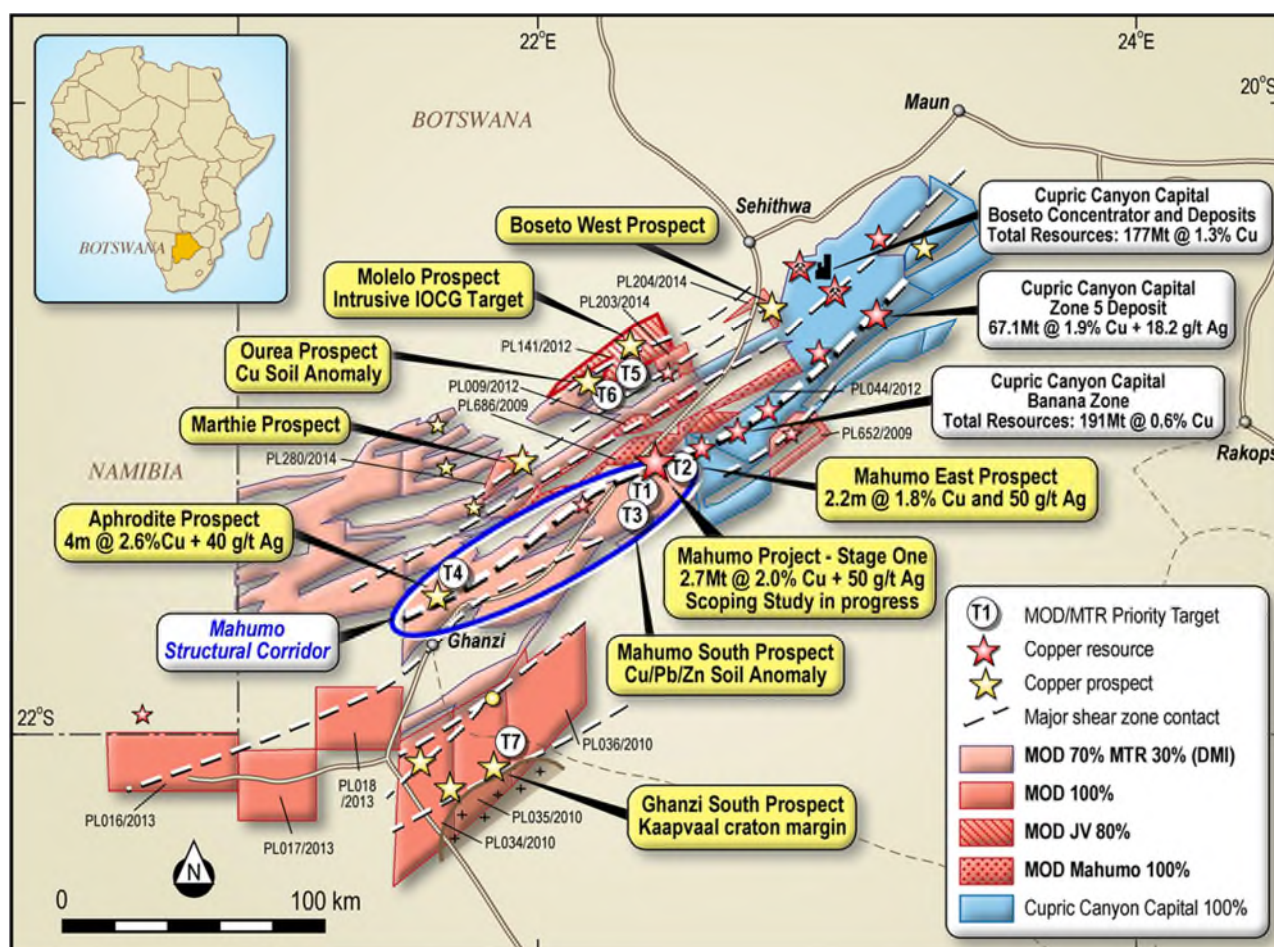 22°E
24°E
20°S
BOTSWANA
Maun
Sehithwa
BOTSWANA
Cupric Canyon Capital
Boseto Concentrator and Deposits
Total Resources: 177Mt @ 1.3% Cu
Boseto West Prospect
Molelo Prospect
Intrusive IOCG Target
PL204/2014
PL203/2014
Cupric Canyon Capital
Zone 5 Deposit
67.1Mt @ 1.9% Cu + 18.2 g/t Ag
Ourea Prospect
Cu Soil Anomaly
PL141/2012
T5
T6
PL009/2012
PL686/2009
PL044/2012
Cupric Canyon Capital
Banana Zone
Total Resources: 191Mt @ 0.6% Cu
Marthie Prospect
PL652/2009
Rakops
NAMIBIA
PL280/2014
T2
T1
T3
Mahumo East Prospect
2.2m @ 1.8% Cu and 50 g/t Ag
Aphrodite Prospect
4m @ 2.6%Cu + 40 g/t Ag
T4
Mahumo Project - Stage One
2.7Mt @ 2.0% Cu + 50 g/t Ag
Scoping Study in progress
Mahumo
Structural Corridor
Ghanzi
Mahumo South Prospect
Cu/Pb/Zn Soil Anomaly
22°S
T7
PL036/2010
PL018
/2013
PL016/2013
PL017/2013
PL035/2010
PL034/2010
Ghanzi South Prospect
Kaapvaal craton margin
N
0
100 km
T1
MOD/MTR Priority Target
Copper resource
Copper prospect
Major shear zone contact
MOD 70% MTR 30% (DMI)
MOD 100%
MOD JV 80%
MOD Mahumo 100%
Cupric Canyon Capital 100%